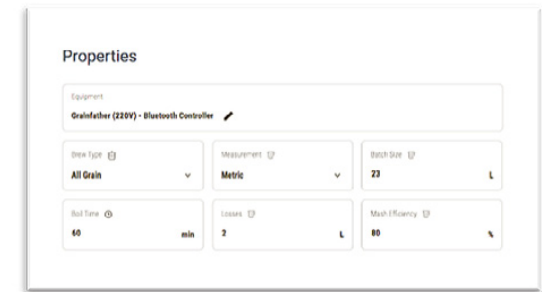 Properties
Equipment
Grainfather (220V) - Bluetooth Controller
Brew Type
All Grain
Measurement
Metric
Batch Size
23 L
Boil Time
60 min
Losses
2 L
Mash Efficiency
80 %